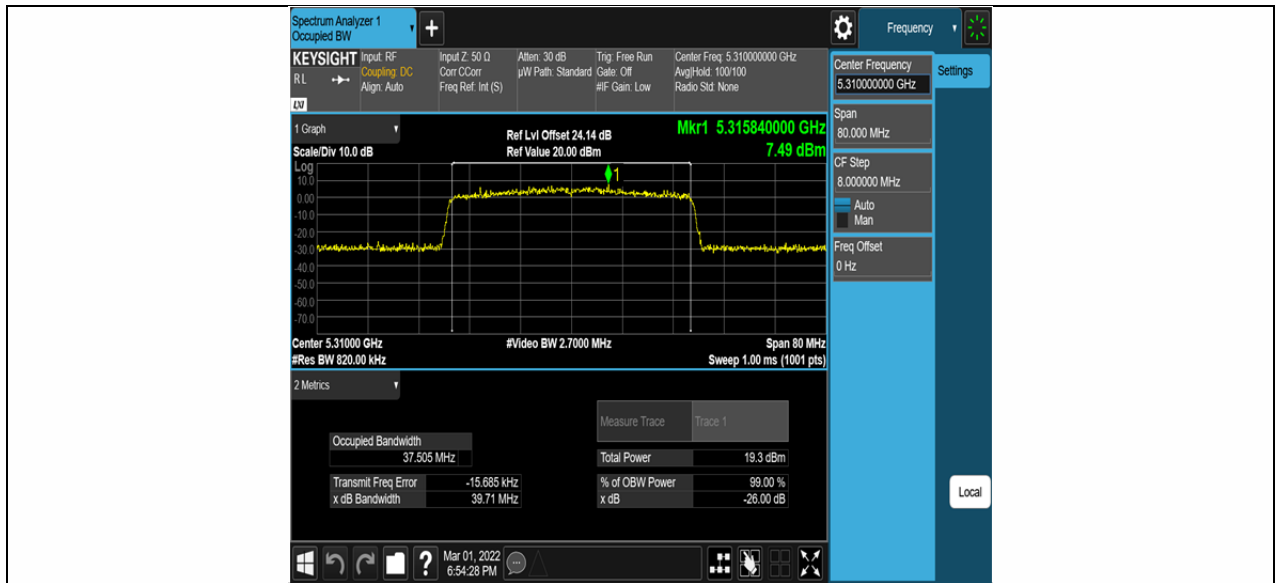 Spectrum Analyzer 1
Occupied BW
+
Frequency
KEYSIGHT
RL
LXI
Input: RF
Coupling: DC
Align: Auto
Input Z: 50 Ω
Corr CCorr
Freq Ref: Int (S)
Atten: 30 dB
µW Path: Standard
Trig: Free Run
Gate: Off
#IF Gain: Low
Center Freq: 5.310000000 GHz
Avg|Hold: 100/100
Radio Std: None
Center Frequency
5.310000000 GHz
Settings
Span
80.000 MHz
CF Step
8.000000 MHz
Auto
Man
Freq Offset
0 Hz
Local
1 Graph
Scale/Div 10.0 dB
Ref Lvl Offset 24.14 dB
Ref Value 20.00 dBm
Mkr1 5.315840000 GHz
7.49 dBm
Log
10.0
0.00
-10.0
-20.0
-30.0
-40.0
-50.0
-60.0
-70.0
1
Center 5.31000 GHz
#Res BW 820.00 kHz
#Video BW 2.7000 MHz
Span 80 MHz
Sweep 1.00 ms (1001 pts)
2 Metrics
Measure Trace
Trace 1
Occupied Bandwidth
37.505 MHz
Total Power
19.3 dBm
Transmit Freq Error
-15.685 kHz
% of OBW Power
99.00 %
x dB Bandwidth
39.71 MHz
x dB
-26.00 dB
?
Mar 01, 2022
6:54:28 PM